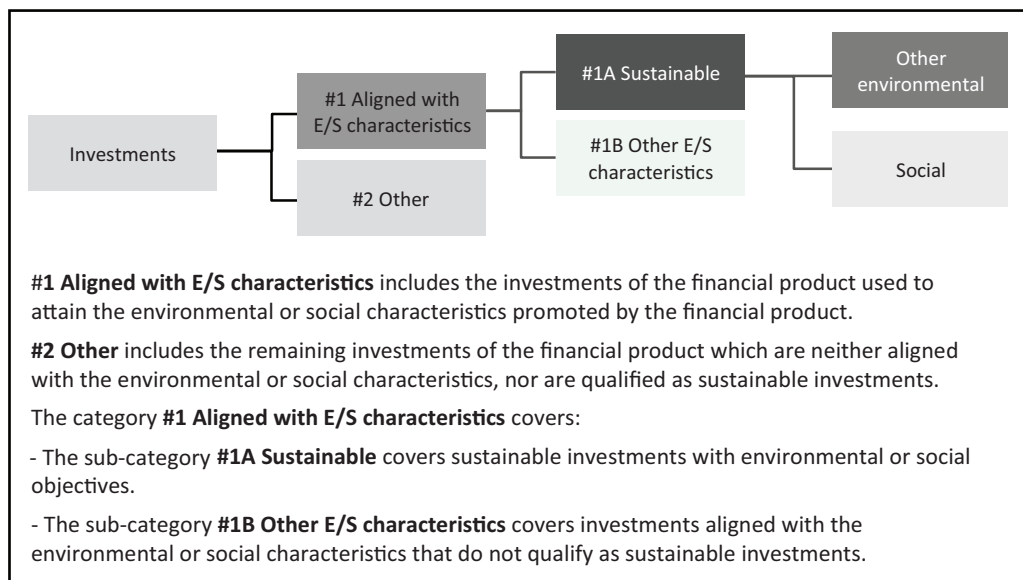 Investments
#1 Aligned with
E/S characteristics
#2 Other
#1A Sustainable
#1B Other E/S
characteristics
Other
environmental
Social
#1 Aligned with E/S characteristics includes the investments of the financial product used to
attain the environmental or social characteristics promoted by the financial product.
#2 Other includes the remaining investments of the financial product which are neither aligned
with the environmental or social characteristics, nor are qualified as sustainable investments.
The category #1 Aligned with E/S characteristics covers:
- The sub-category #1A Sustainable covers sustainable investments with environmental or social
objectives.
- The sub-category #1B Other E/S characteristics covers investments aligned with the
environmental or social characteristics that do not qualify as sustainable investments.